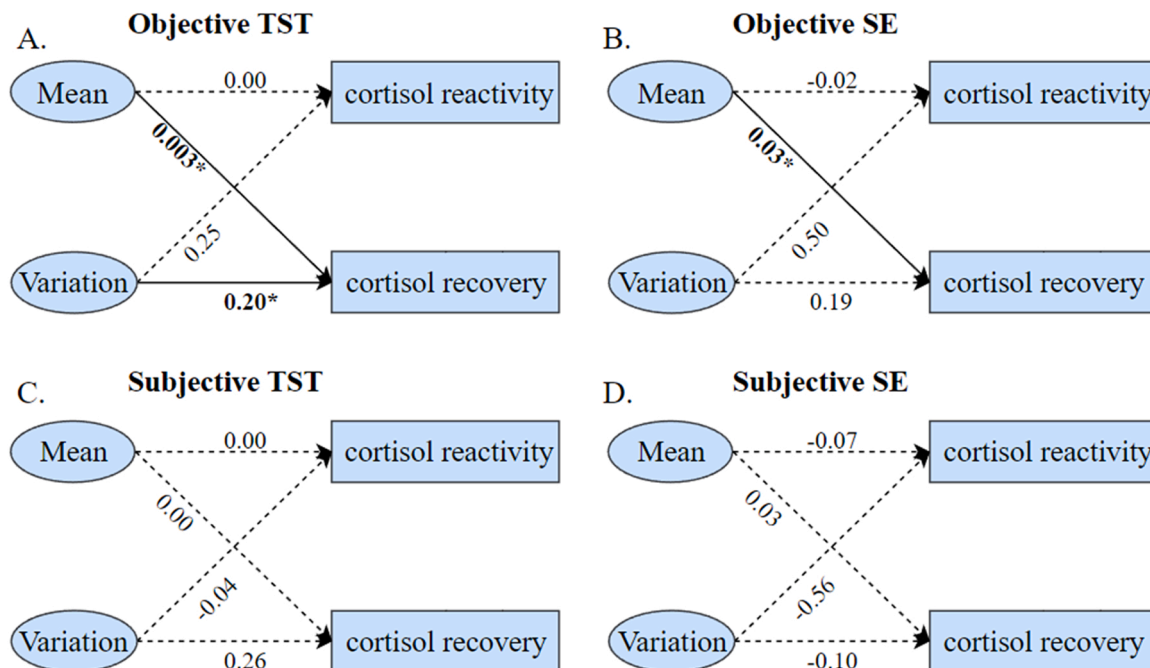 A.
Objective TST
Mean
0.00
cortisol reactivity
0.003*
0.25
Variation
0.20*
cortisol recovery
B.
Objective SE
Mean
-0.02
cortisol reactivity
0.03*
0.50
Variation
0.19
cortisol recovery
C.
Subjective TST
Mean
0.00
cortisol reactivity
0.00
-0.04
Variation
0.26
cortisol recovery
D.
Subjective SE
Mean
-0.07
cortisol reactivity
0.03
-0.56
Variation
-0.10
cortisol recovery